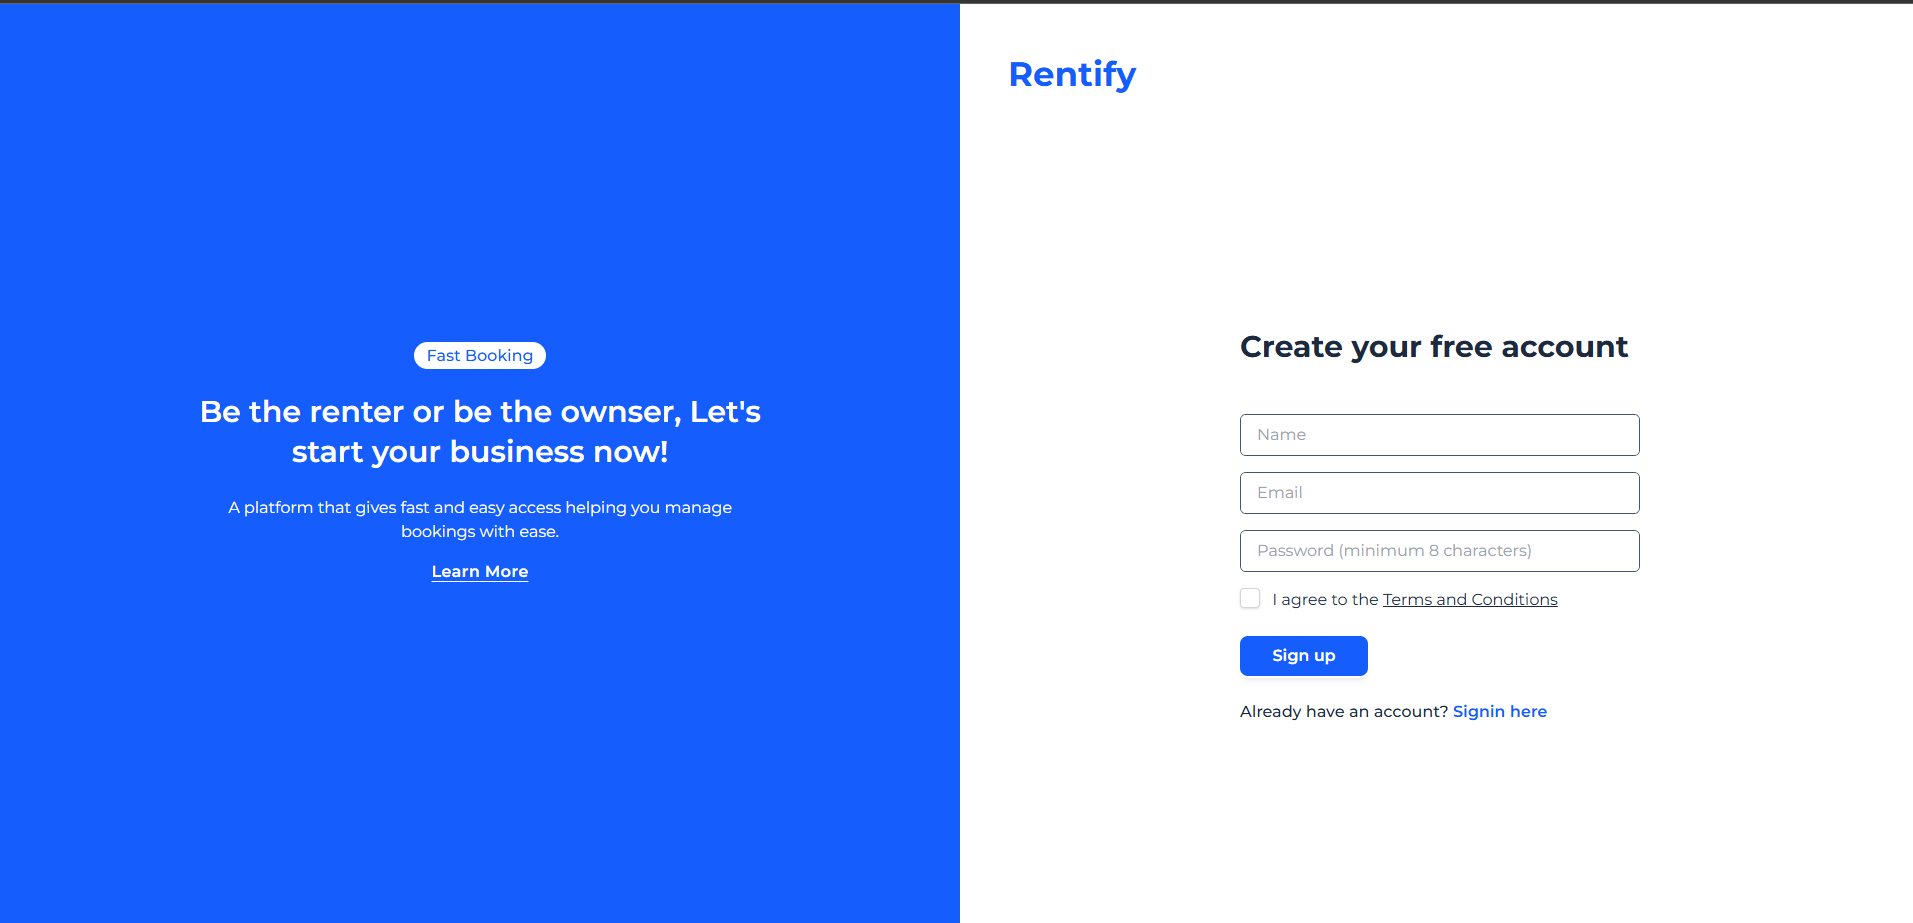 Fast Booking
Be the renter or be the ownser, Let's
start your business now!
A platform that gives fast and easy access helping you manage
bookings with ease.
Learn More
Rentify
Create your free account
Name
Email
Password (minimum 8 characters)
I agree to the Terms and Conditions
Sign up
Already have an account? Signin here